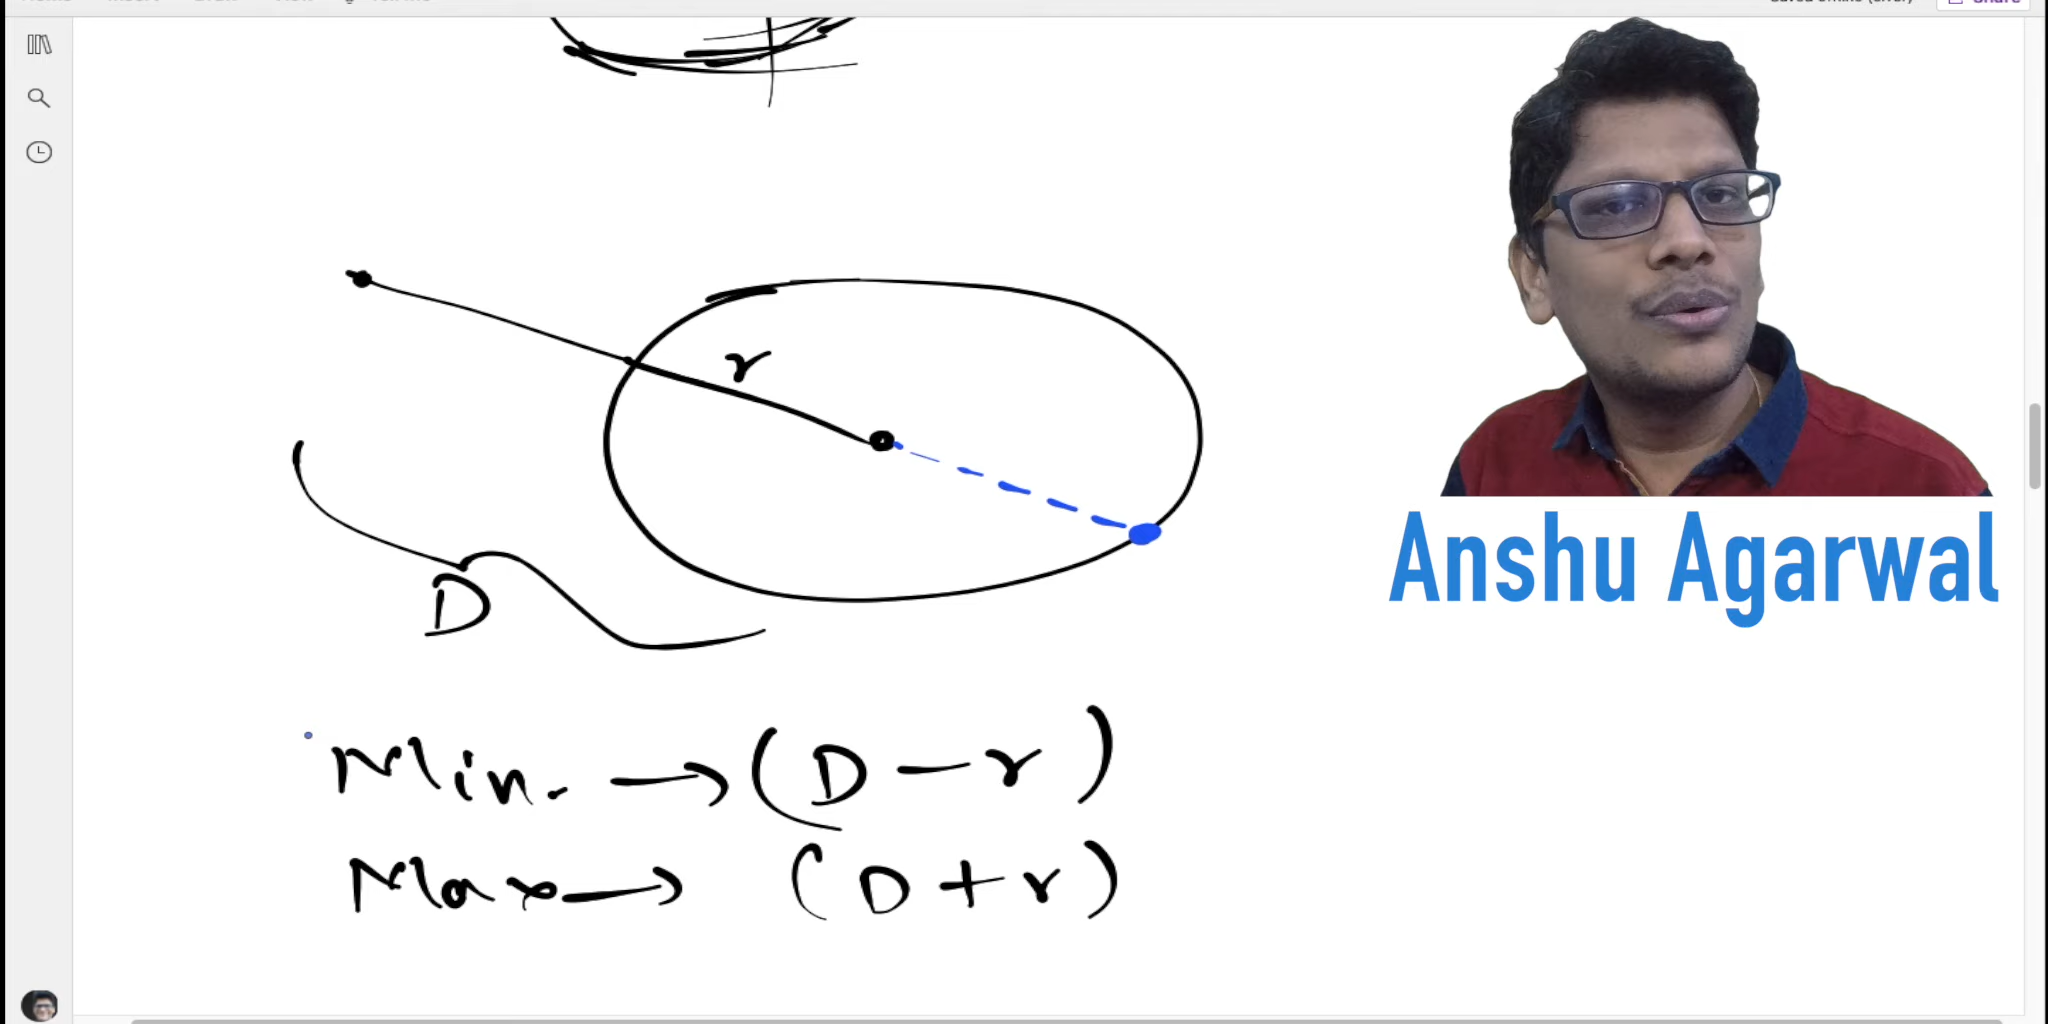 r
Anshu Agarwal
D
Min. → (D – r)
Max → (D + r)